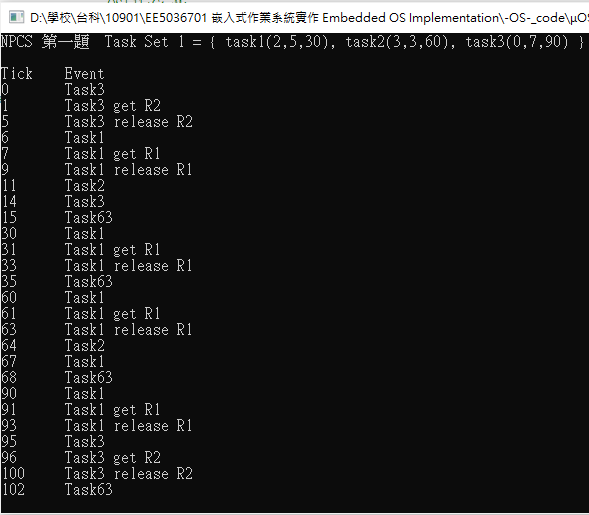 D:\學校\台科\10901\EE5036701 嵌入式作業系統實作 Embedded OS Implementation\-OS-_code\μOS
NPCS 第一題  Task Set 1 = { task1(2,5,30), task2(3,3,60), task3(0,7,90) }
Tick    Event
0       Task3
1       Task3 get R2
5       Task3 release R2
6       Task1
7       Task1 get R1
9       Task1 release R1
11      Task2
14      Task3
15      Task63
30      Task1
31      Task1 get R1
33      Task1 release R1
35      Task63
60      Task1
61      Task1 get R1
63      Task1 release R1
64      Task2
67      Task1
68      Task63
90      Task1
91      Task1 get R1
93      Task1 release R1
95      Task3
96      Task3 get R2
100     Task3 release R2
102     Task63